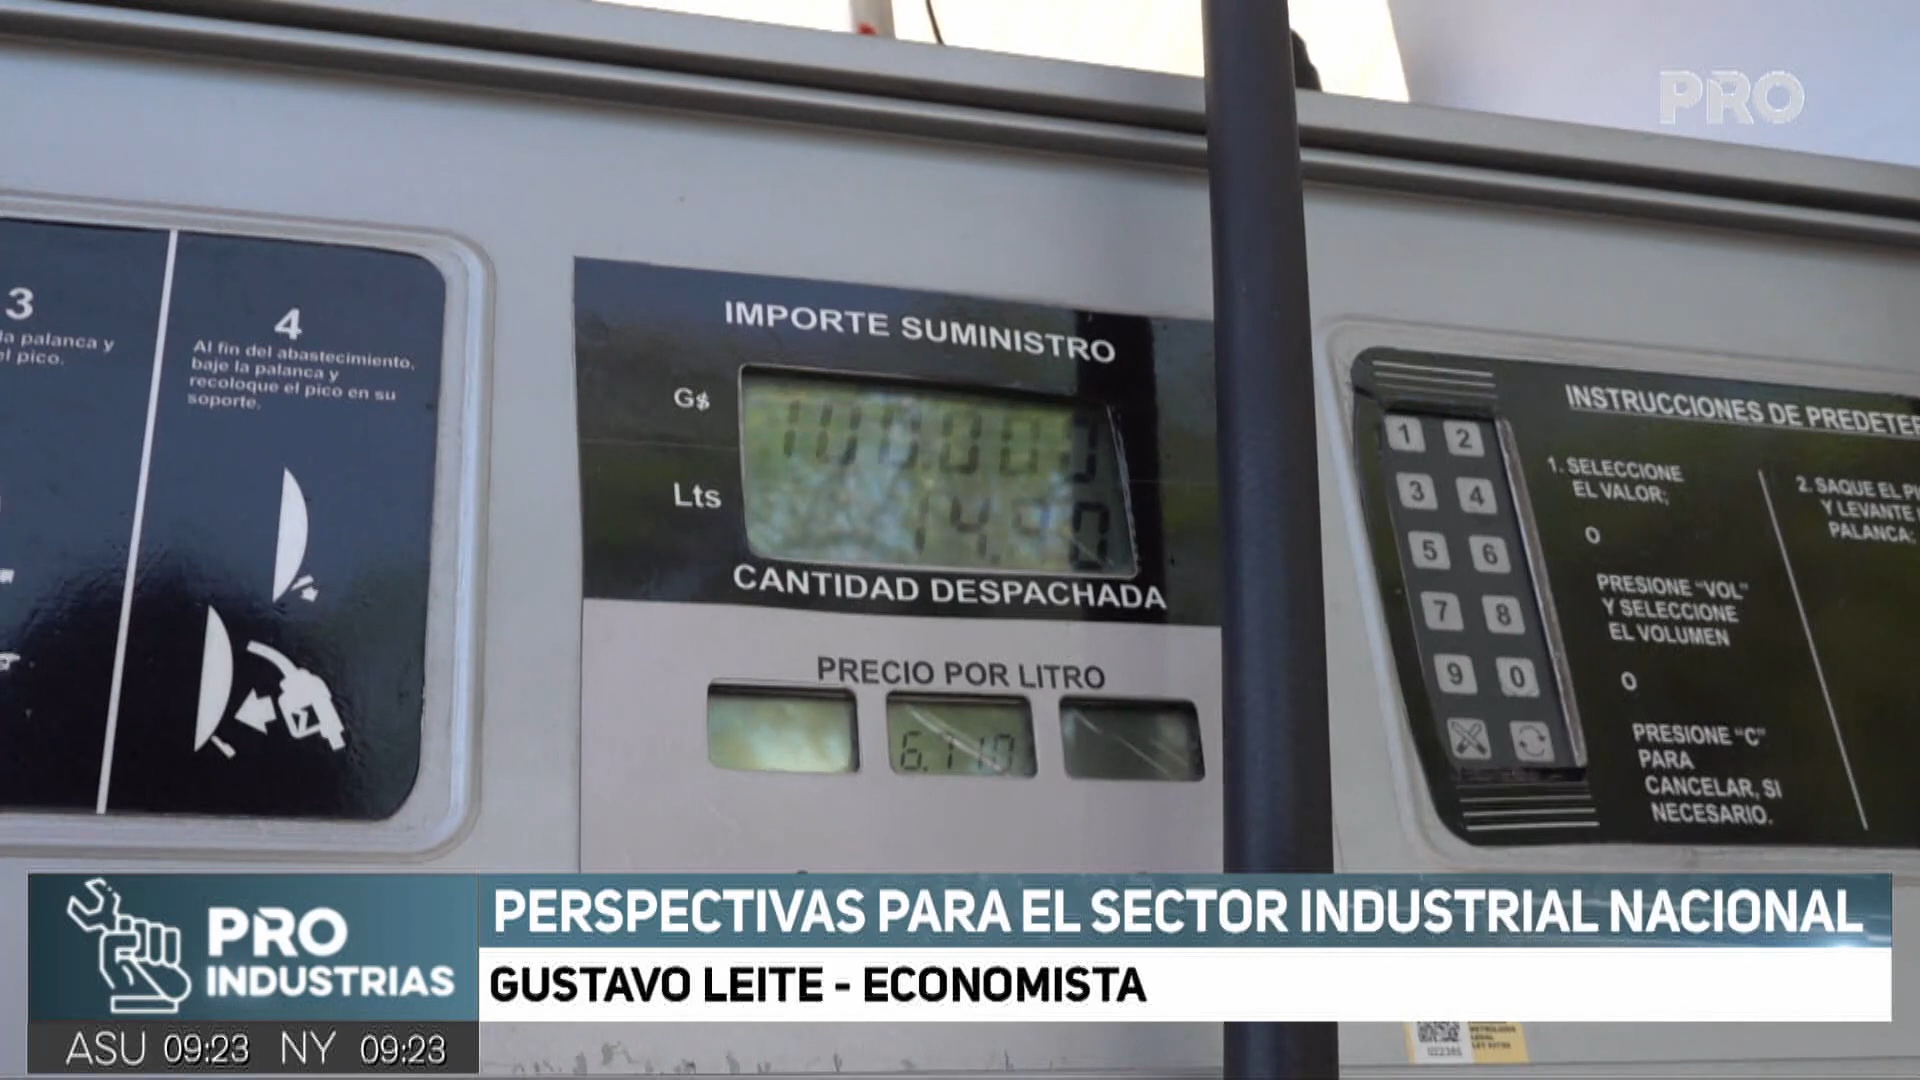 PRO
3
la palanca y
el pico.
4
Al fin del abastecimiento,
baje la palanca y
recoloque el pico en su
soporte.
IMPORTE SUMINISTRO
G$
100.000
Lts
CANTIDAD DESPACHADA
PRECIO POR LITRO
INSTRUCCIONES DE PREDETER
1. SELECCIONE
EL VALOR;
O
PRESIONE "VOL"
Y SELECCIONE
EL VOLUMEN
O
PRESIONE "C"
PARA
CANCELAR, SI
NECESARIO.
2. SAQUE EL PI
Y LEVANTE
PALANCA;
1 2
3 4
5 6
7 8
9 0
PRO
INDUSTRIAS
PERSPECTIVAS PARA EL SECTOR INDUSTRIAL NACIONAL
GUSTAVO LEITE - ECONOMISTA
ASU 09:23 NY 09:23